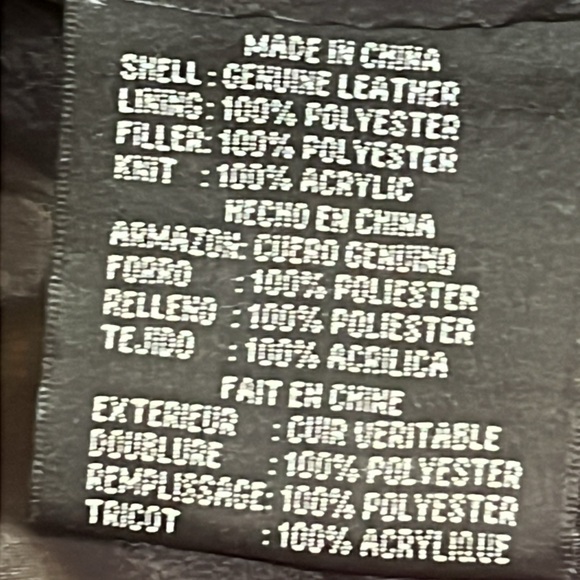 MADE IN CHINA
SHELL : GENUINE LEATHER
LINING : 100% POLYESTER
FILLER: 100% POLYESTER
KNIT : 100% ACRYLIC
HECHO EN CHINA
ARMAZON: CUERO GENUINO
FORRO : 100% POLIESTER
RELLENO : 100% POLIESTER
TEJIDO : 100% ACRILICA
FAIT EN CHINE
EXTERIEUR : CUIR VERITABLE
DOUBLURE : 100% POLYESTER
REMPLISSAGE: 100% POLYESTER
TRICOT : 100% ACRYLIQUE